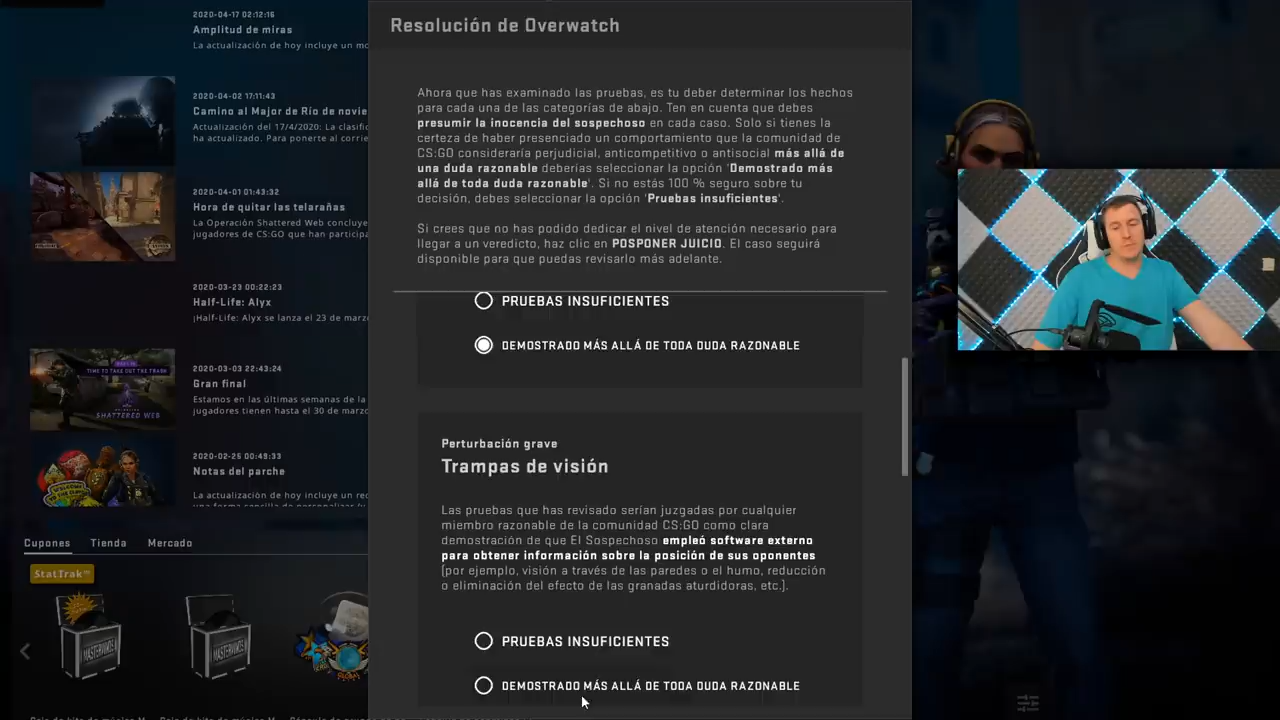 2020-04-17 02:12:16
Amplitud de miras
La actualización de hoy incluye un mo
2020-04-02 17:11:43
Camino al Major de Río de novie
Actualización del 17/4/2020: La clasific
ha actualizado. Para ponerte al corrie
2020-04-01 01:43:32
Hora de quitar las telarañas
La Operación Shattered Web concluye
jugadores de CS:GO que han participa
2020-03-23 00:22:23
Half-Life: Alyx
¡Half-Life: Alyx se lanza el 23 de marz
TIME TO TAKE OUT THE TRASH
SHATTERED WEB
2020-03-03 22:43:24
Gran final
Estamos en las últimas semanas de la
jugadores tienen hasta el 30 de marzo
2020-02-25 00:49:33
Notas del parche
La actualización de hoy incluye un rec
Cupones Tienda Mercado
StatTrak™
Resolución de Overwatch
Ahora que has examinado las pruebas, es tu deber determinar los hechos
para cada una de las categorías de abajo. Ten en cuenta que debes
presumir la inocencia del sospechoso en cada caso. Solo si tienes la
certeza de haber presenciado un comportamiento que la comunidad de
CS:GO consideraría perjudicial, anticompetitivo o antisocial más allá de
una duda razonable deberías seleccionar la opción 'Demostrado más
allá de toda duda razonable'. Si no estás 100 % seguro sobre tu
decisión, debes seleccionar la opción 'Pruebas insuficientes'.
Si crees que no has podido dedicar el nivel de atención necesario para
llegar a un veredicto, haz clic en POSPONER JUICIO. El caso seguirá
disponible para que puedas revisarlo más adelante.
PRUEBAS INSUFICIENTES
DEMOSTRADO MÁS ALLÁ DE TODA DUDA RAZONABLE
Perturbación grave
Trampas de visión
Las pruebas que has revisado serían juzgadas por cualquier
miembro razonable de la comunidad CS:GO como clara
demostración de que El Sospechoso empleó software externo
para obtener información sobre la posición de sus oponentes
(por ejemplo, visión a través de las paredes o el humo, reducción
o eliminación del efecto de las granadas aturdidoras, etc.).
PRUEBAS INSUFICIENTES
DEMOSTRADO MÁS ALLÁ DE TODA DUDA RAZONABLE